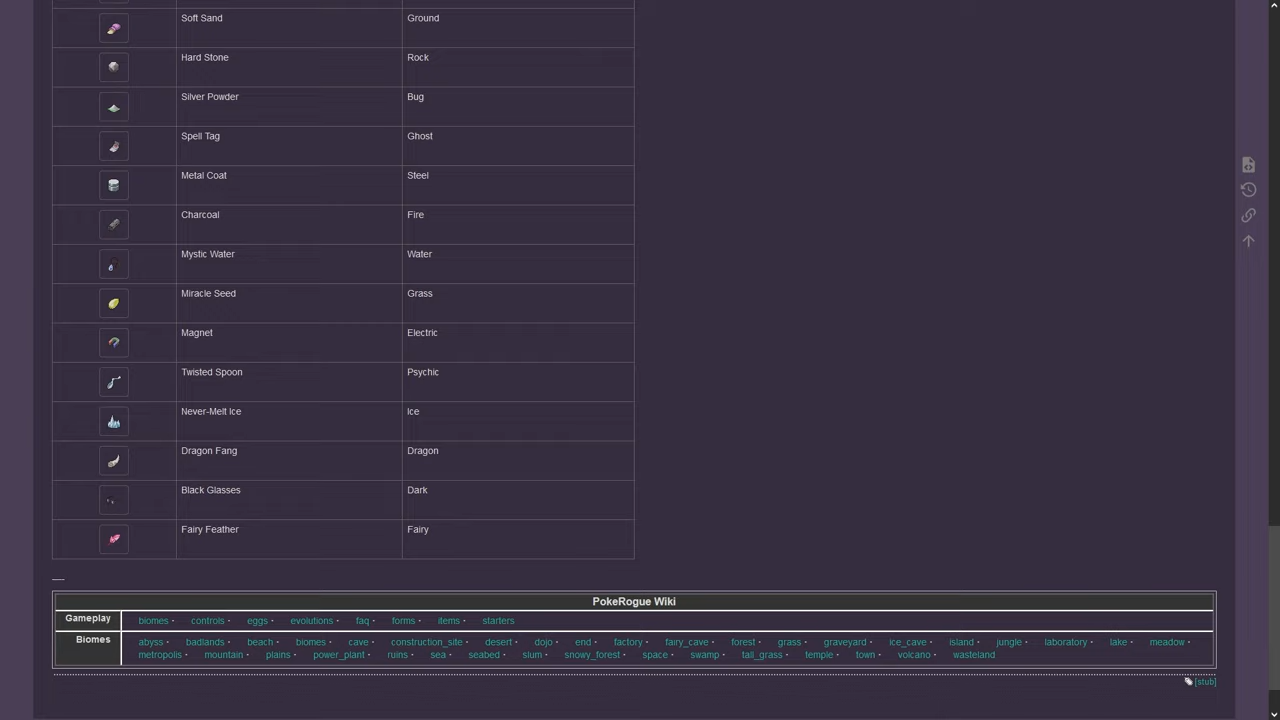 Soft Sand Ground
Hard Stone Rock
Silver Powder Bug
Spell Tag Ghost
Metal Coat Steel
Charcoal Fire
Mystic Water Water
Miracle Seed Grass
Magnet Electric
Twisted Spoon Psychic
Never-Melt Ice Ice
Dragon Fang Dragon
Black Glasses Dark
Fairy Feather Fairy
—
PokeRogue Wiki
Gameplay biomes · controls · eggs · evolutions · faq · forms · items · starters
Biomes abyss · badlands · beach · biomes · cave · construction_site · desert · dojo · end · factory · fairy_cave · forest · grass · graveyard · ice_cave · island · jungle · laboratory · lake · meadow ·
metropolis · mountain · plains · power_plant · ruins · sea · seabed · slum · snowy_forest · space · swamp · tall_grass · temple · town · volcano · wasteland
[stub]